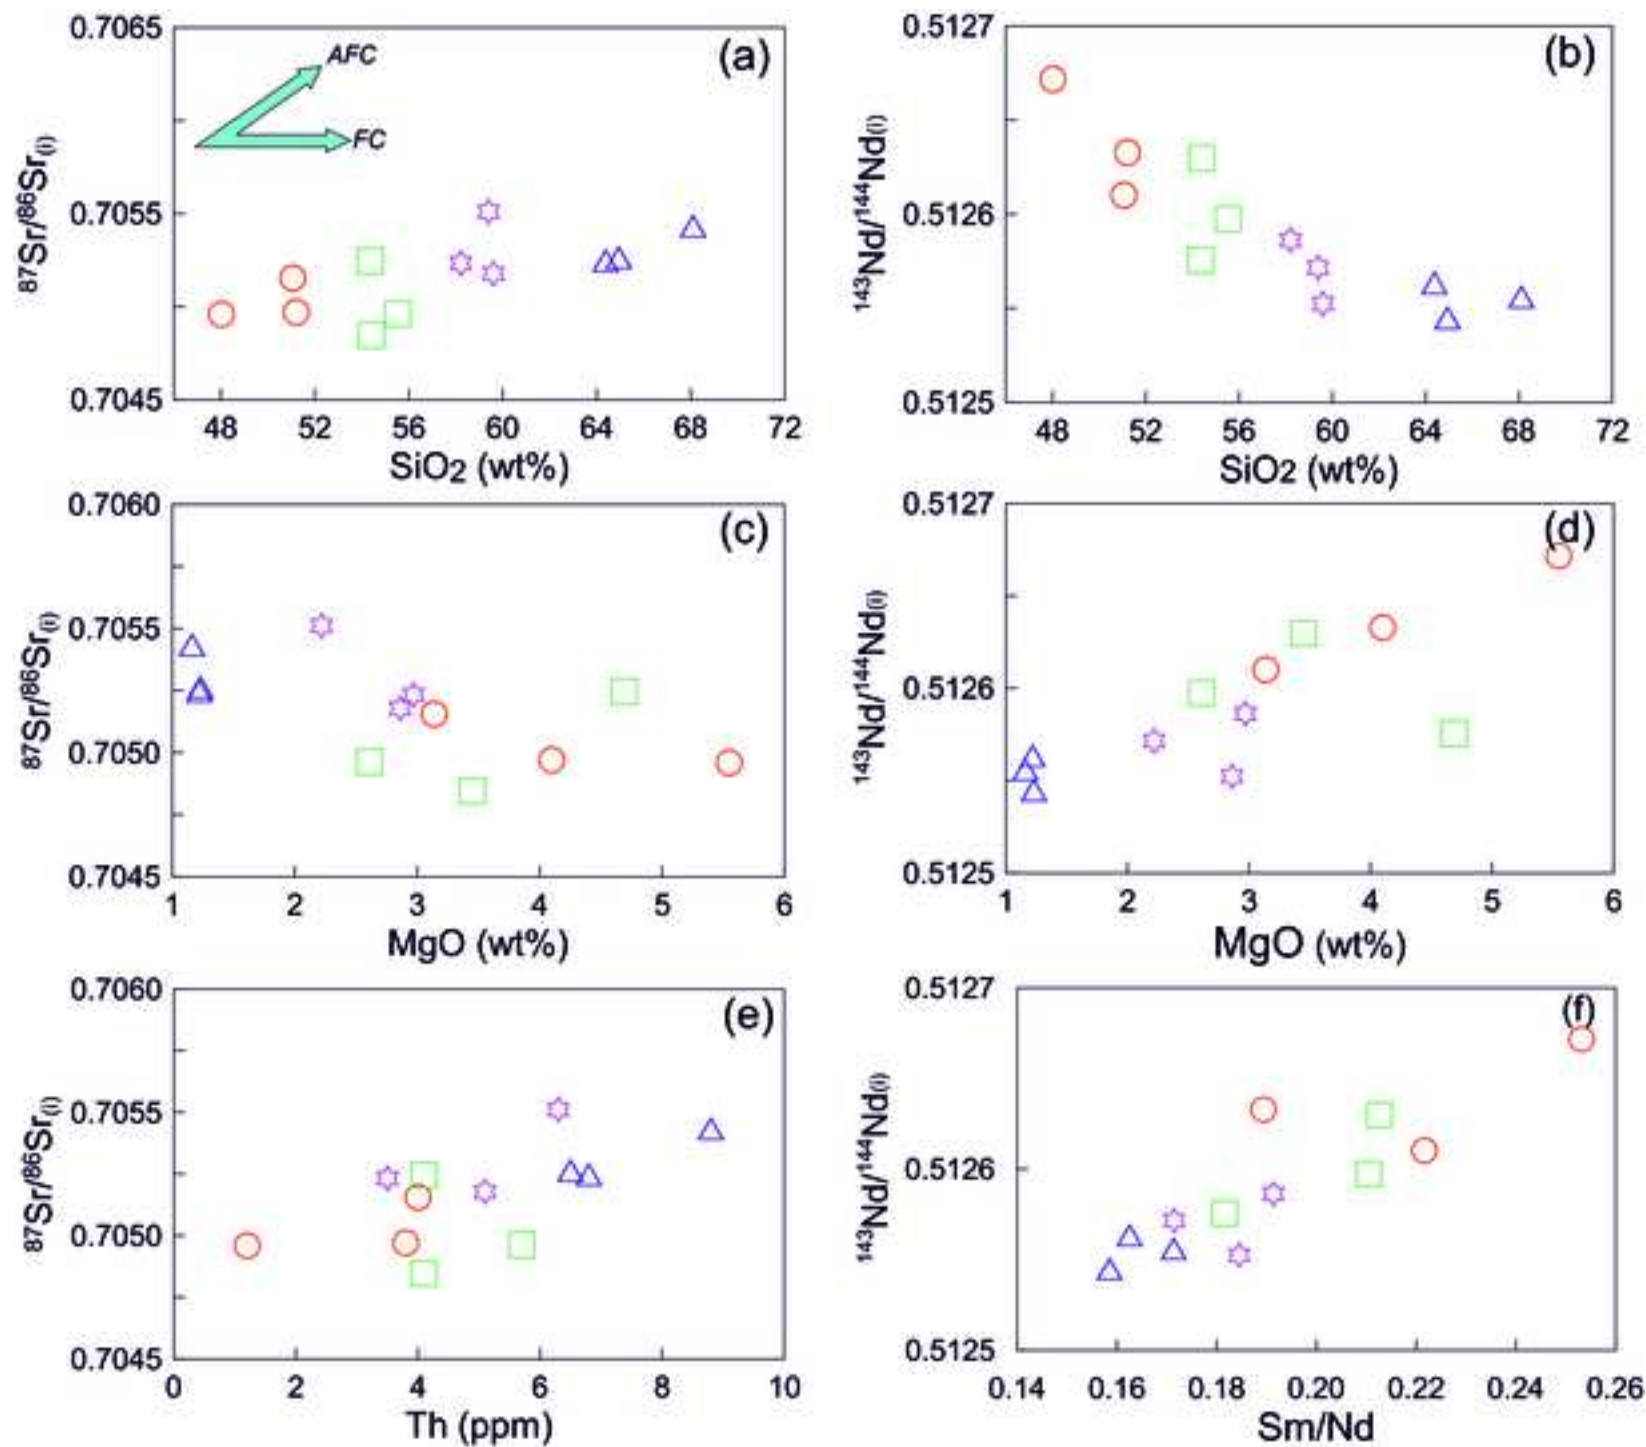 0.7065
(a)
AFC
FC
87Sr/86Sr(i)
0.7055
0.7045
48 52 56 60 64 68 72
SiO2 (wt%)
0.5127
(b)
143Nd/144Nd(i)
0.5126
0.5125
48 52 56 60 64 68 72
SiO2 (wt%)
0.7060
(c)
87Sr/86Sr(i)
0.7055
0.7050
0.7045
1 2 3 4 5 6
MgO (wt%)
0.5127
(d)
143Nd/144Nd(i)
0.5126
0.5125
1 2 3 4 5 6
MgO (wt%)
0.7060
(e)
87Sr/86Sr(i)
0.7055
0.7050
0.7045
0 2 4 6 8 10
Th (ppm)
0.5127
(f)
143Nd/144Nd(i)
0.5126
0.5125
0.14 0.16 0.18 0.20 0.22 0.24 0.26
Sm/Nd